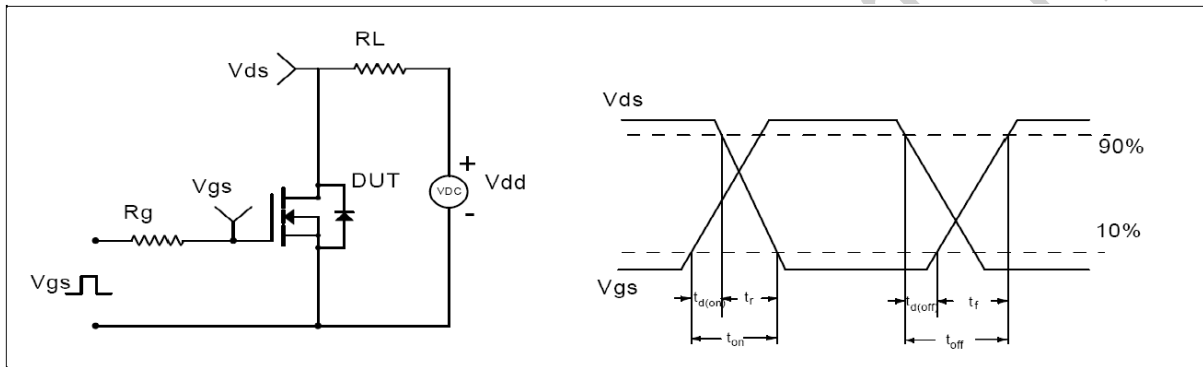 RL
Vds
Vgs
DUT
+
Vdd
VDC
-
Rg
Vgs
Vds
90%
10%
Vgs
td(on)
tr
td(off)
tf
ton
toff